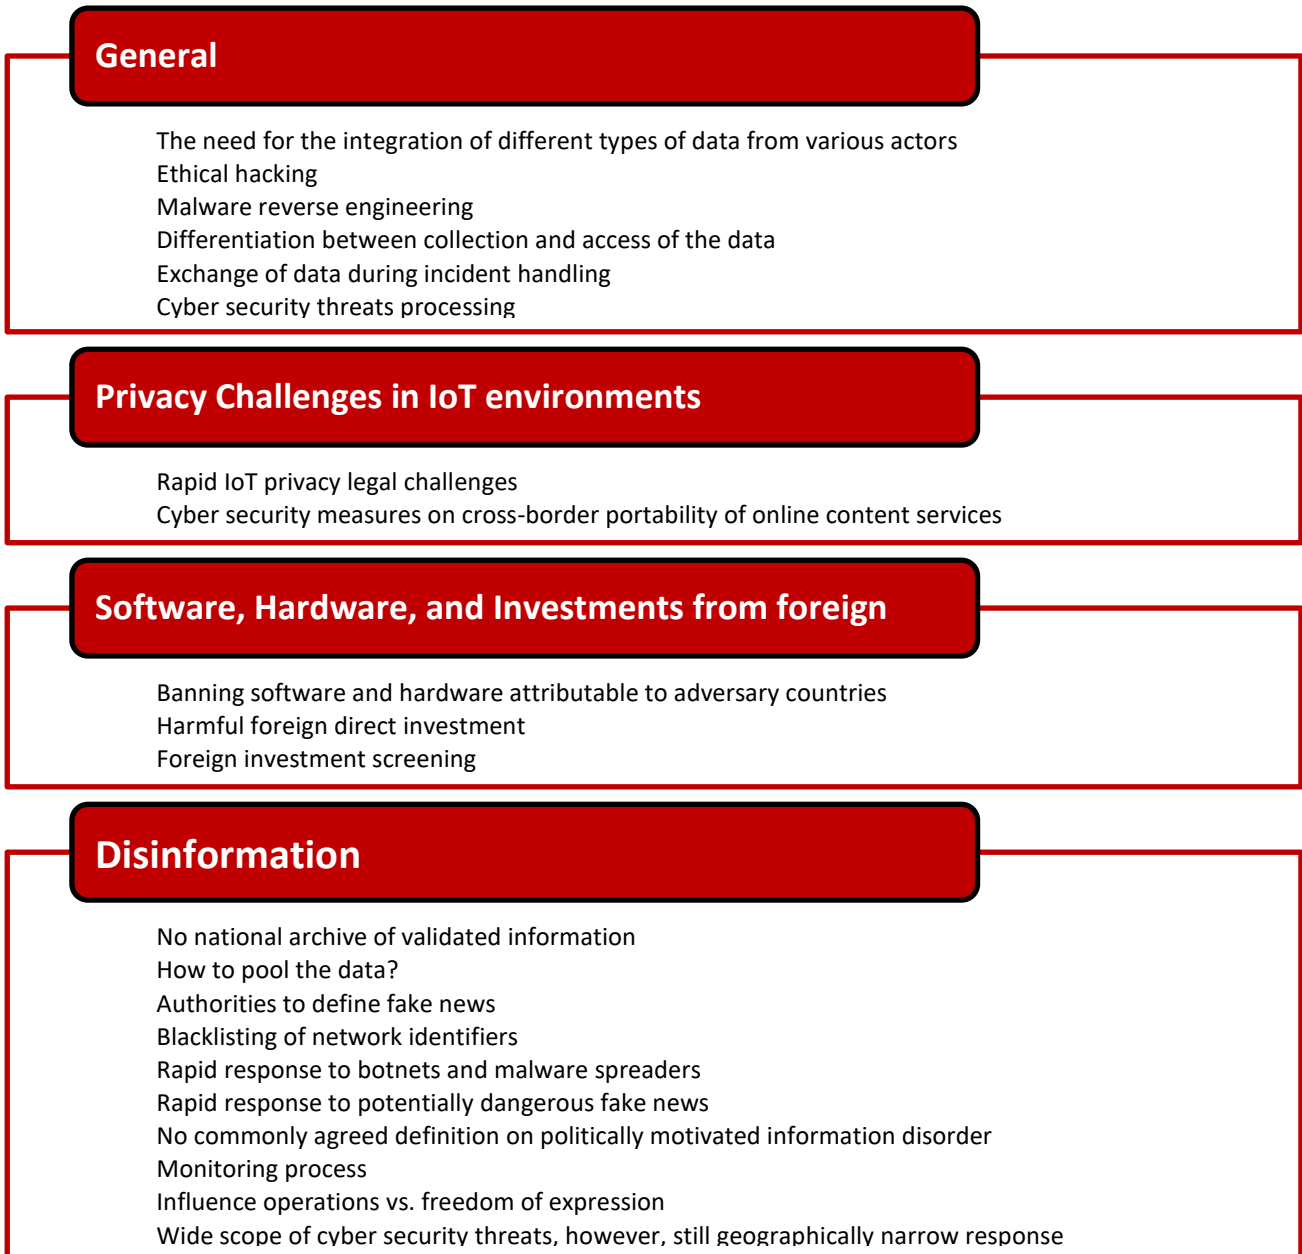 General
The need for the integration of different types of data from various actors
Ethical hacking
Malware reverse engineering
Differentiation between collection and access of the data
Exchange of data during incident handling
Cyber security threats processing
Privacy Challenges in IoT environments
Rapid IoT privacy legal challenges
Cyber security measures on cross-border portability of online content services
Software, Hardware, and Investments from foreign
Banning software and hardware attributable to adversary countries
Harmful foreign direct investment
Foreign investment screening
Disinformation
No national archive of validated information
How to pool the data?
Authorities to define fake news
Blacklisting of network identifiers
Rapid response to botnets and malware spreaders
Rapid response to potentially dangerous fake news
No commonly agreed definition on politically motivated information disorder
Monitoring process
Influence operations vs. freedom of expression
Wide scope of cyber security threats, however, still geographically narrow response